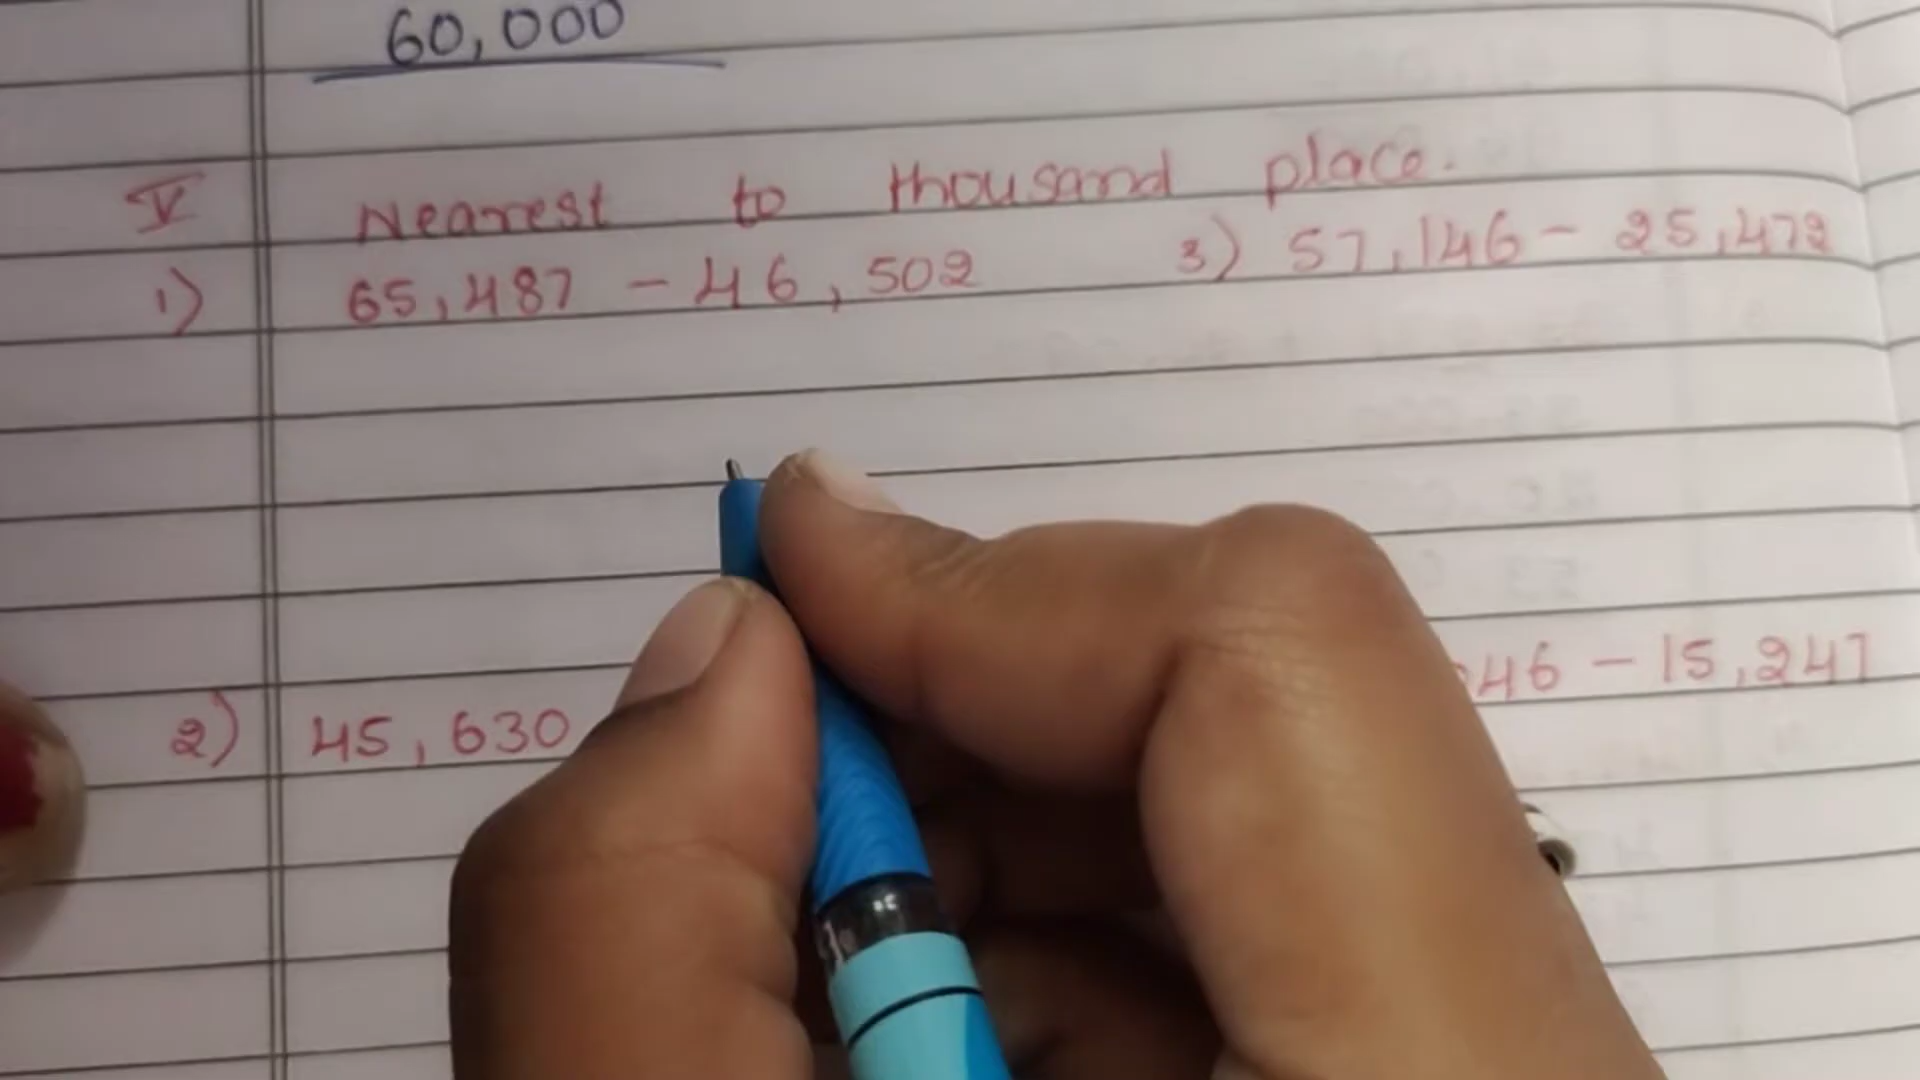 60,000
V Nearest to thousand place.
1) 65,487 - 46,502 3) 57,146 - 25,472
2) 45,630 46 - 15,247